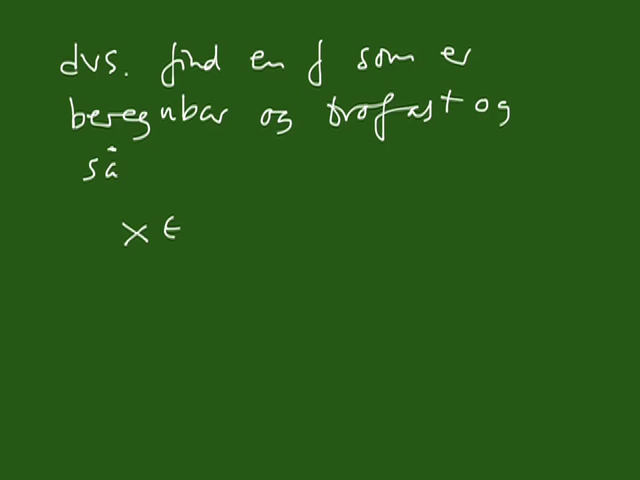 dvs. find en f som er
beregnbar og trofast og
så
x ∈